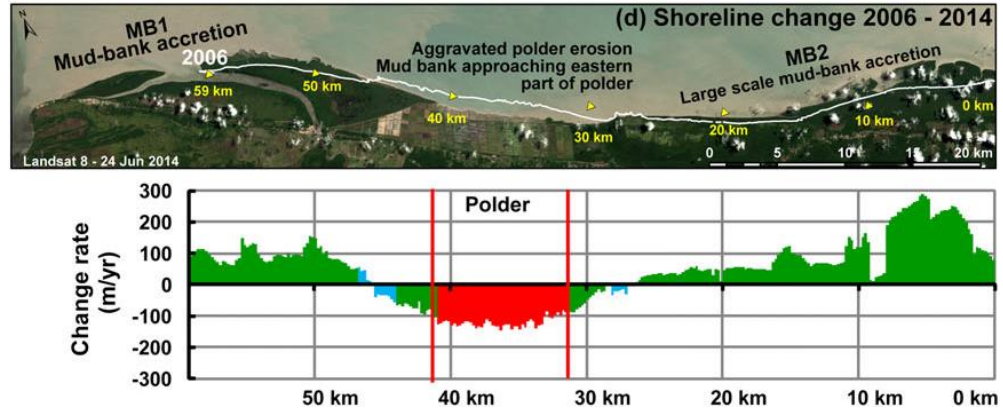 (d) Shoreline change 2006 - 2014
MB1
Mud-bank accretion
2006
59 km
50 km
Aggravated polder erosion
Mud bank approaching eastern
part of polder
40 km
30 km
MB2
Large scale mud-bank accretion
20 km
10 km
0 km
N
Landsat 8 - 24 Jun 2014
0 5 10 15 20 km
Change rate
(m/yr)
300
200
100
0
-100
-200
-300
Polder
50 km 40 km 30 km 20 km 10 km 0 km